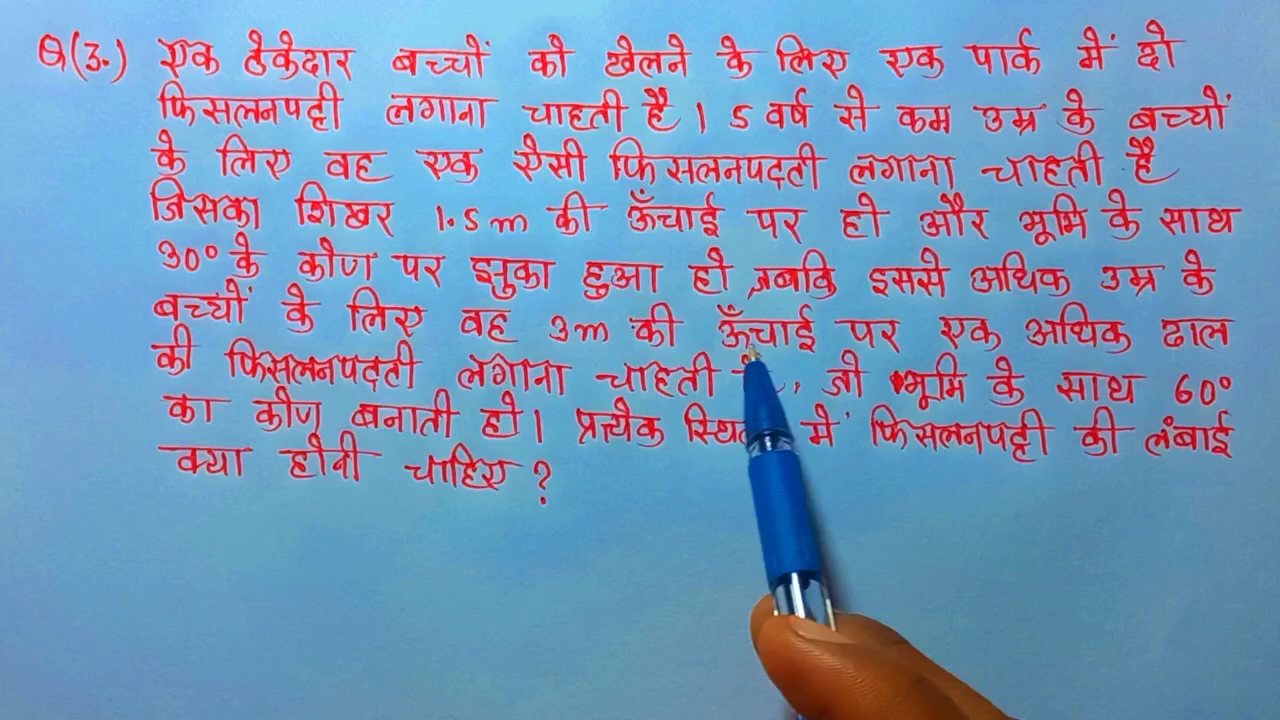 Q(3.) एक ठेकेदार बच्चों को खेलने के लिए एक पार्क में दो
फिसलनपट्टी लगाना चाहती है। 5 वर्ष से कम उम्र के बच्चों
के लिए वह एक ऐसी फिसलनपट्टी लगाना चाहती है
जिसका शिखर 1.5m की ऊँचाई पर हो और भूमि के साथ
30° के कोण पर झुका हुआ हो, जबकि इससे अधिक उम्र के
बच्चों के लिए वह 3m की ऊँचाई पर एक अधिक ढाल
की फिसलनपट्टी लगाना चाहती, जो भूमि के साथ 60°
का कोण बनाती हो। प्रत्येक में फिसलनपट्टी की लंबाई
क्या होनी चाहिए?